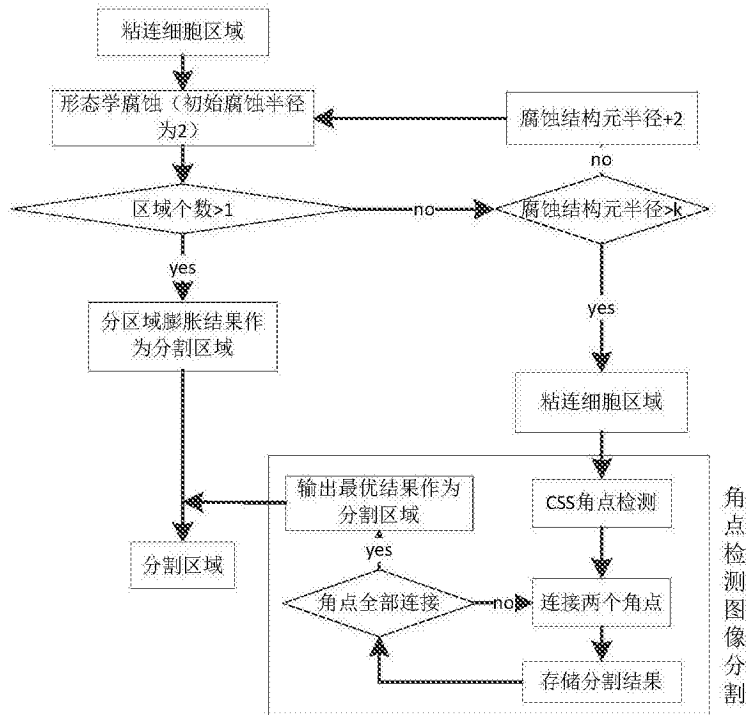 粘连细胞区域
形态学腐蚀（初始腐蚀半径
为2）
腐蚀结构元半径+2
no
区域个数>1
no
腐蚀结构元半径>k
yes
yes
分区域膨胀结果作
为分割区域
粘连细胞区域
输出最优结果作为
分割区域
CSS角点检测
yes
分割区域
角点全部连接
no
连接两个角点
存储分割结果
角点检测图像分割